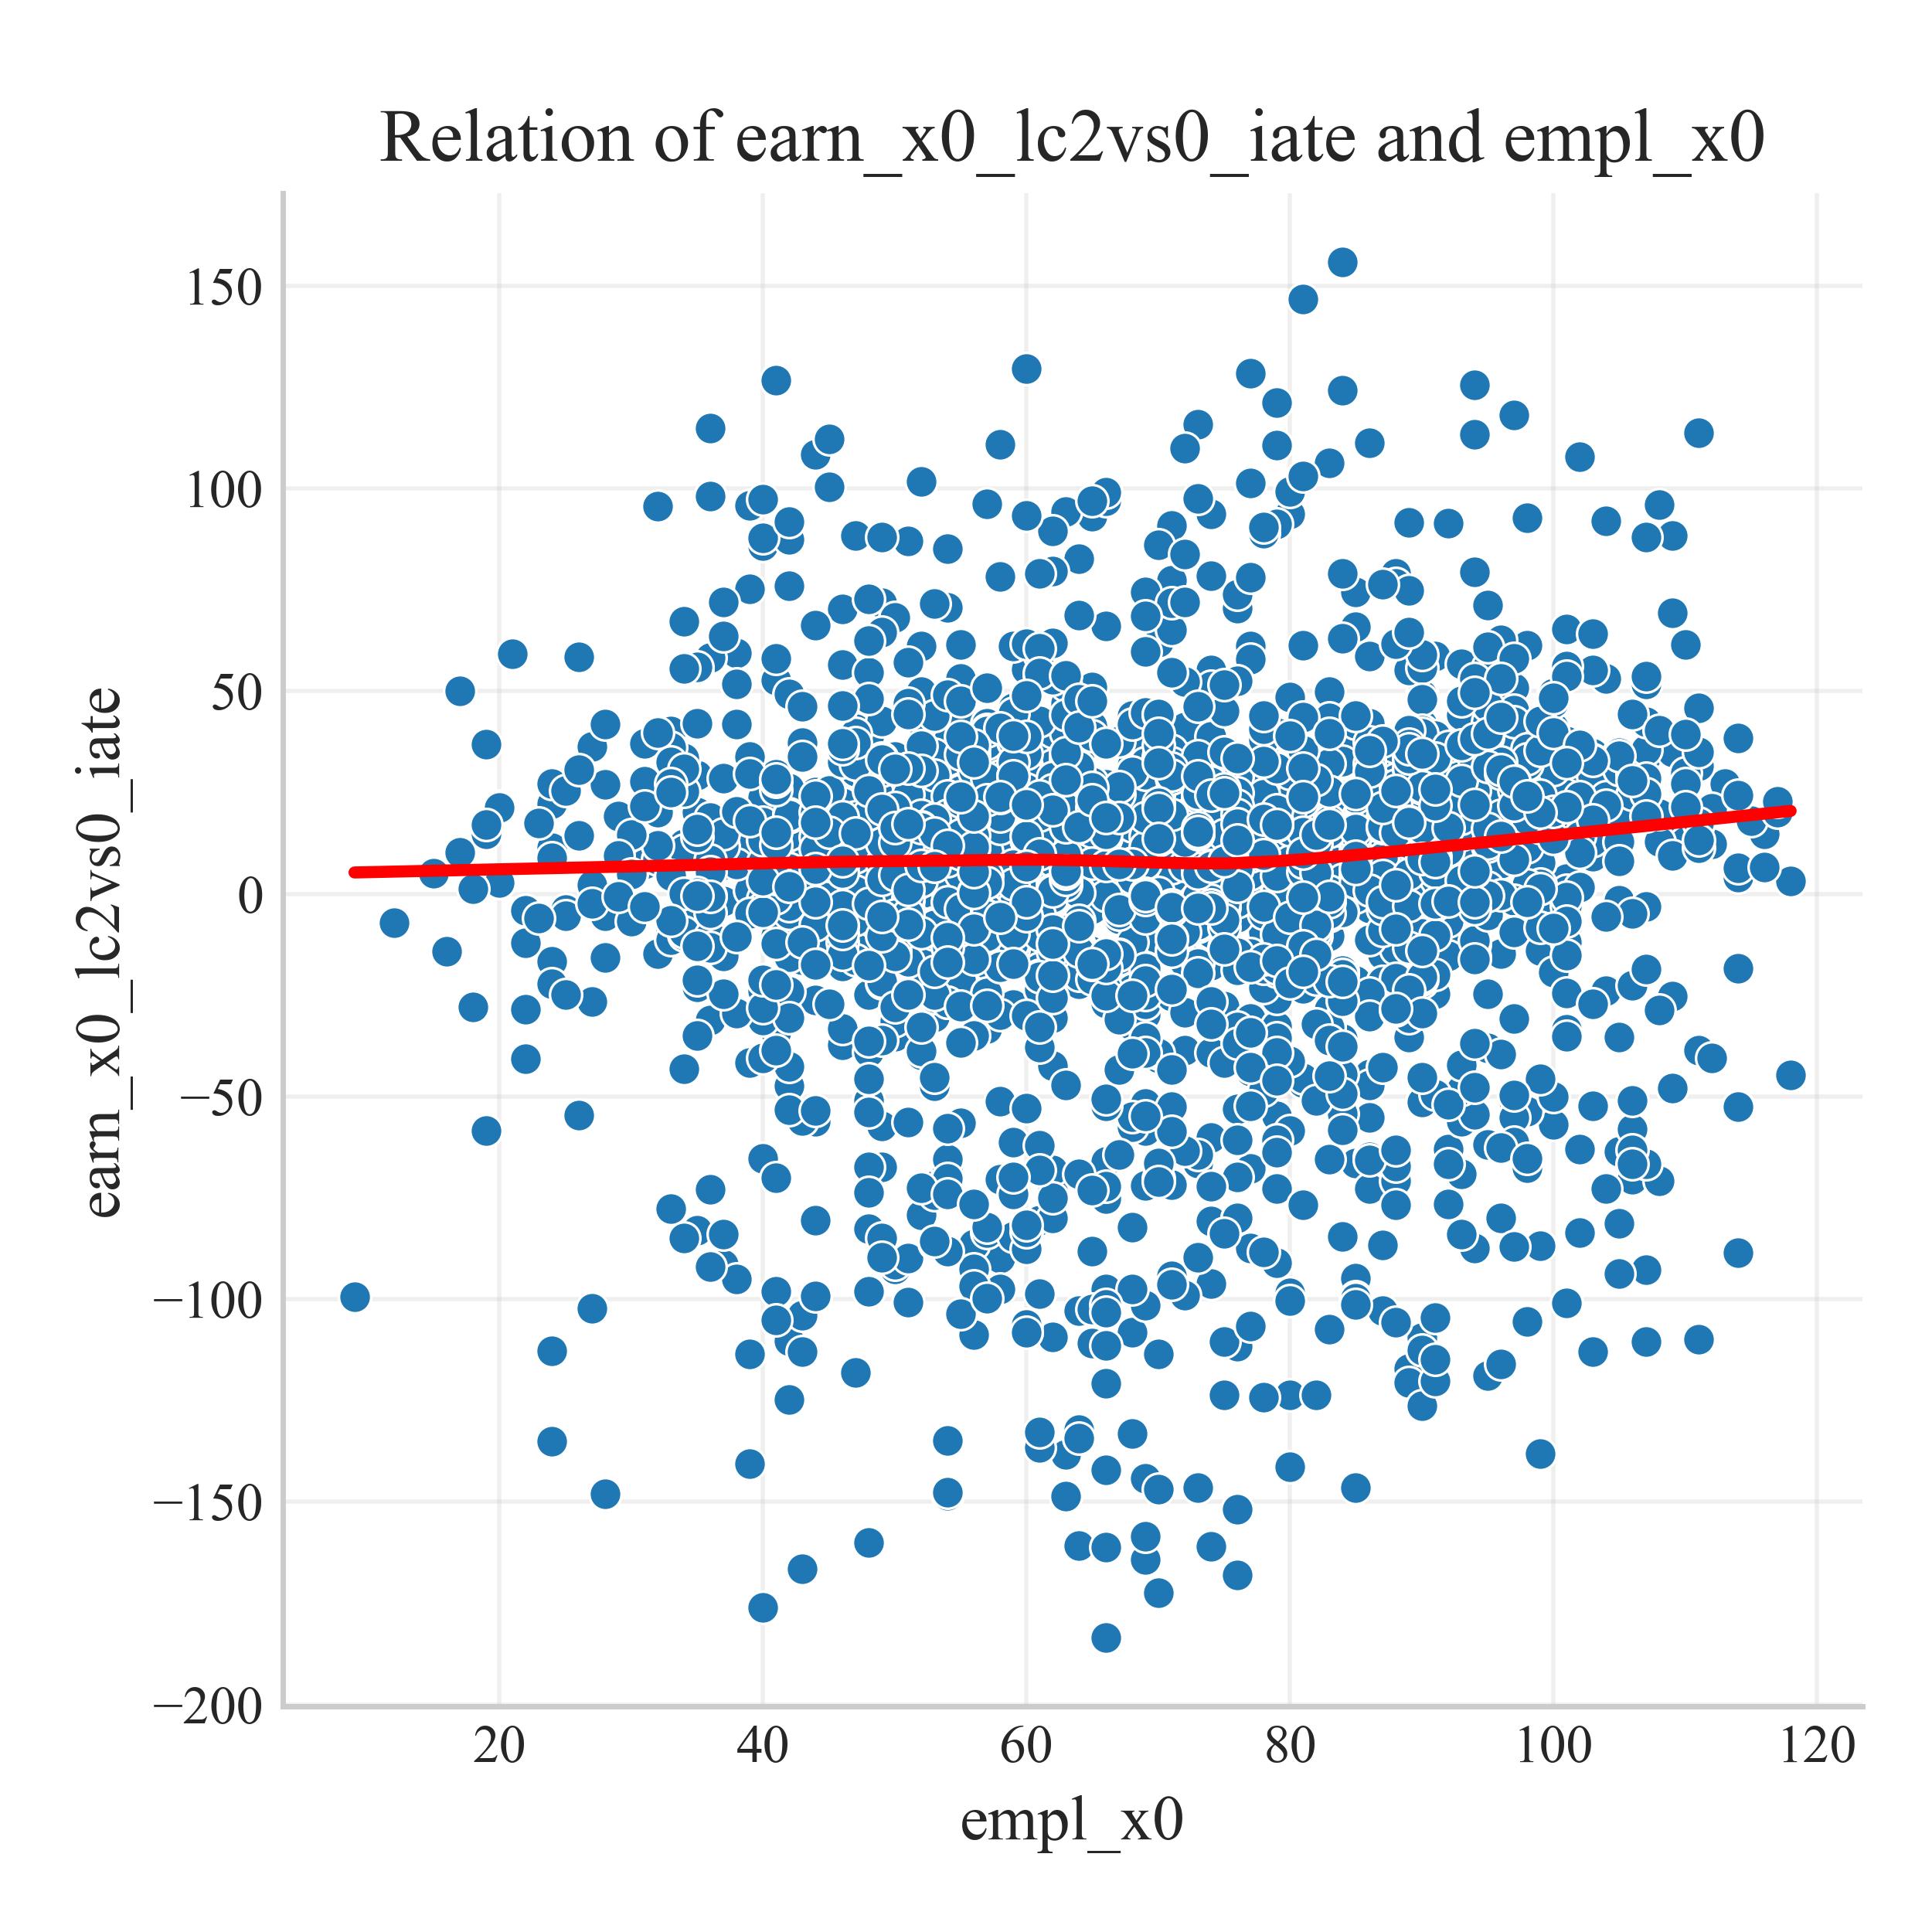 Relation of earn_x0_lc2vs0_iate and empl_x0
earn_x0_lc2vs0_iate
150
100
50
0
−50
−100
−150
−200
20 40 60 80 100 120
empl_x0